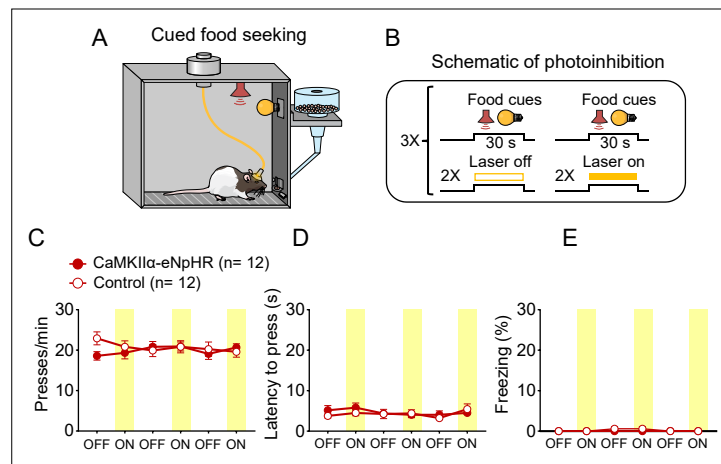 A
Cued food seeking
B
Schematic of photoinhibition
Food cues
Food cues
3X
30 s
30 s
Laser off
Laser on
2X
2X
C
D
E
CaMKIIα-eNpHR (n= 12)
Control (n= 12)
Presses/min
30
20
10
0
OFF ON OFF ON OFF ON
Latency to press (s)
30
20
10
0
OFF ON OFF ON OFF ON
Freezing (%)
30
20
10
0
OFF ON OFF ON OFF ON